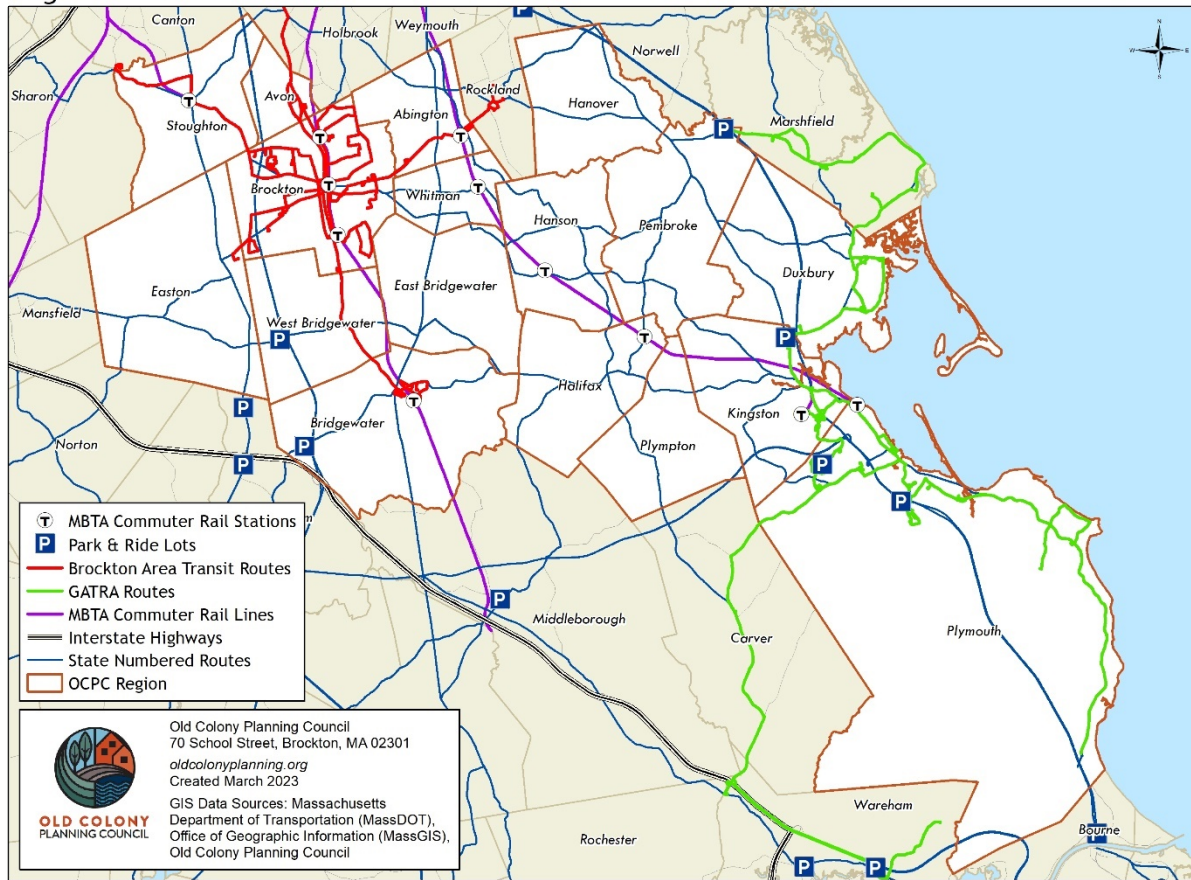 Canton
Holbrook
Weymouth
Norwell
Sharon
Avon
Rockland
Hanover
Abington
Marshfield
Stoughton
Brockton
Whitman
Hanson
Pembroke
Duxbury
Easton
East Bridgewater
Mansfield
West Bridgewater
Halifax
Kingston
Bridgewater
Plympton
Norton
Middleborough
Carver
Plymouth
Wareham
Rochester
Bourne
N
W E
S
T MBTA Commuter Rail Stations
P Park & Ride Lots
Brockton Area Transit Routes
GATRA Routes
MBTA Commuter Rail Lines
Interstate Highways
State Numbered Routes
OCPC Region
OLD COLONY
PLANNING COUNCIL
Old Colony Planning Council
70 School Street, Brockton, MA 02301
oldcolonyplanning.org
Created March 2023
GIS Data Sources: Massachusetts
Department of Transportation (MassDOT),
Office of Geographic Information (MassGIS),
Old Colony Planning Council